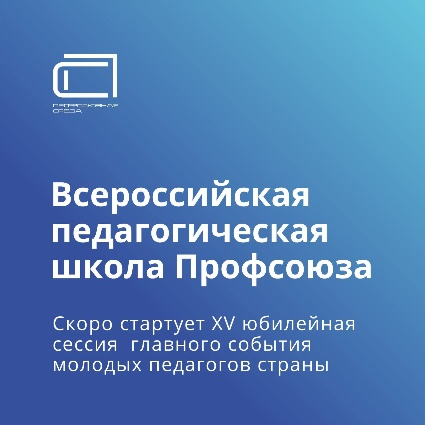 Всероссийская
педагогическая
школа Профсоюза
Скоро стартует XV юбилейная
сессия главного события
молодых педагогов страны